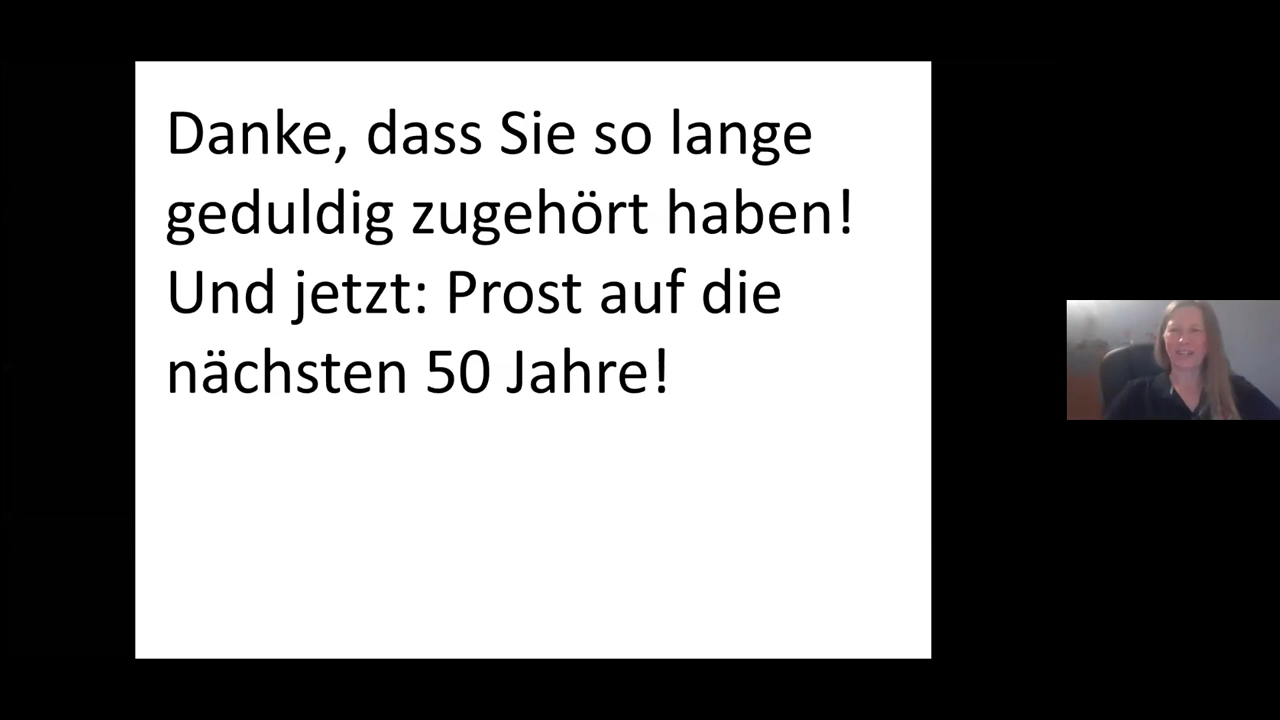 Danke, dass Sie so lange
geduldig zugehört haben!
Und jetzt: Prost auf die
nächsten 50 Jahre!